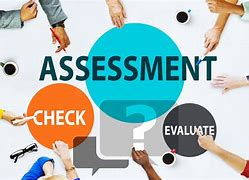 ASSESSMENT
CHECK
?
EVALUATE